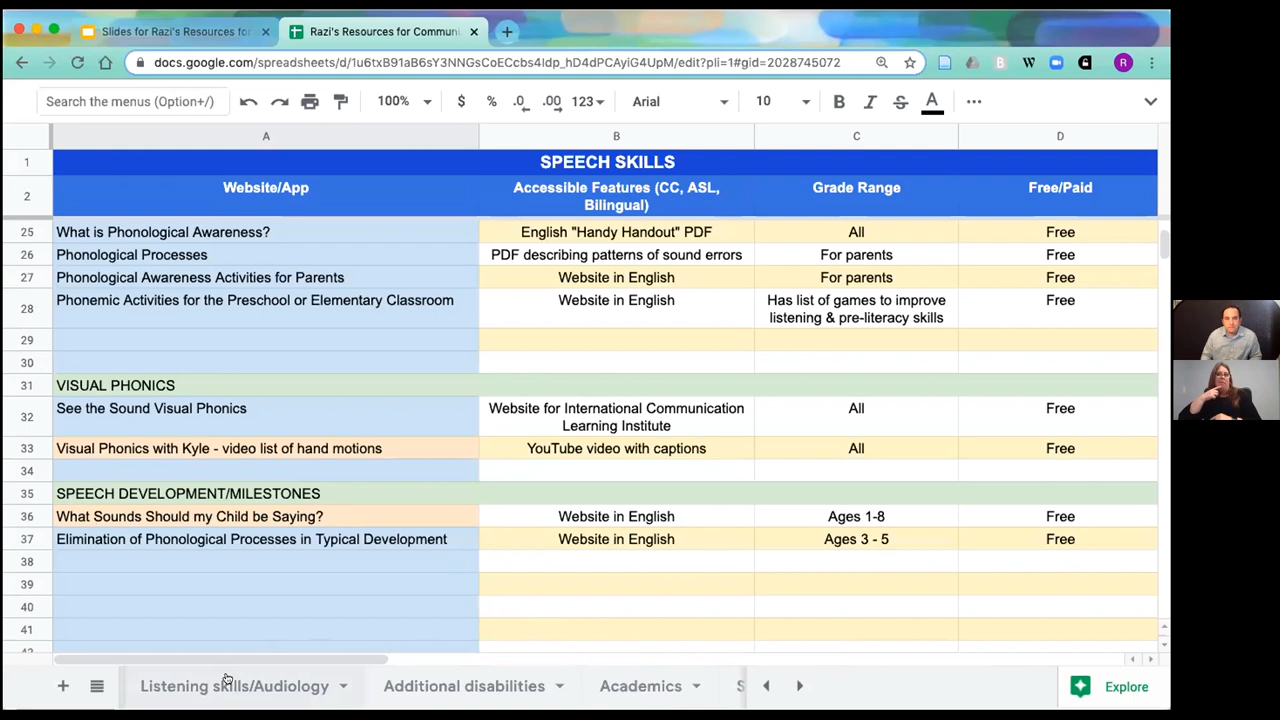 Slides for Razi's Resources for
Razi's Resources for Commun
docs.google.com/spreadsheets/d/1u6txB91aB6sY3NNGsCoECcbs4Idp_hD4dPCAyiG4UpM/edit?pli=1#gid=2028745072
R
Search the menus (Option+/)
100%
$
%
.0
.00
123
Arial
10
B
I
S
A
A
B
C
D
1
SPEECH SKILLS
2
Website/App
Accessible Features (CC, ASL,
Bilingual)
Grade Range
Free/Paid
25
What is Phonological Awareness?
English "Handy Handout" PDF
All
Free
26
Phonological Processes
PDF describing patterns of sound errors
For parents
Free
27
Phonological Awareness Activities for Parents
Website in English
For parents
Free
28
Phonemic Activities for the Preschool or Elementary Classroom
Website in English
Has list of games to improve
listening & pre-literacy skills
Free
29
30
31
VISUAL PHONICS
32
See the Sound Visual Phonics
Website for International Communication
Learning Institute
All
Free
33
Visual Phonics with Kyle - video list of hand motions
YouTube video with captions
All
Free
34
35
SPEECH DEVELOPMENT/MILESTONES
36
What Sounds Should my Child be Saying?
Website in English
Ages 1-8
Free
37
Elimination of Phonological Processes in Typical Development
Website in English
Ages 3 - 5
Free
38
39
40
41
Listening skills/Audiology
Additional disabilities
Academics
Explore